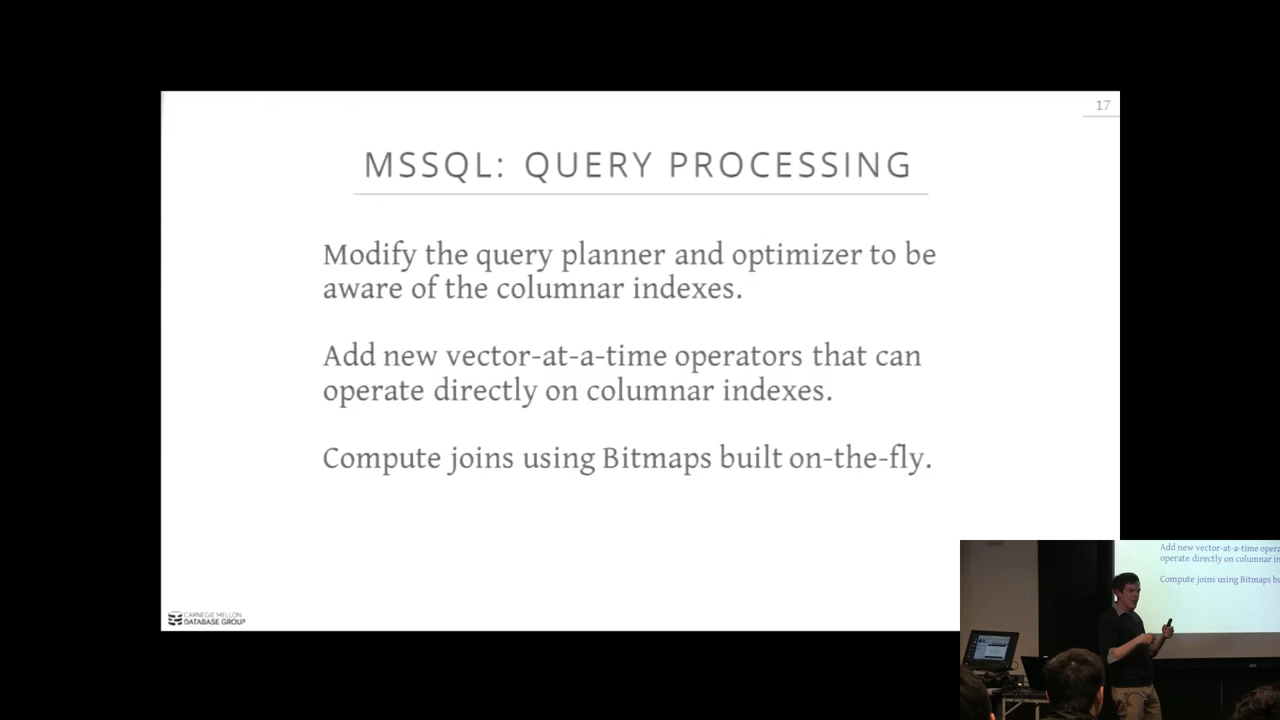 17
MSSQL: QUERY PROCESSING
Modify the query planner and optimizer to be
aware of the columnar indexes.
Add new vector-at-a-time operators that can
operate directly on columnar indexes.
Compute joins using Bitmaps built on-the-fly.
CARNEGIE MELLON
DATABASE GROUP
Add new vector-at-a-time opera
operate directly on columnar in
Compute joins using Bitmaps bu